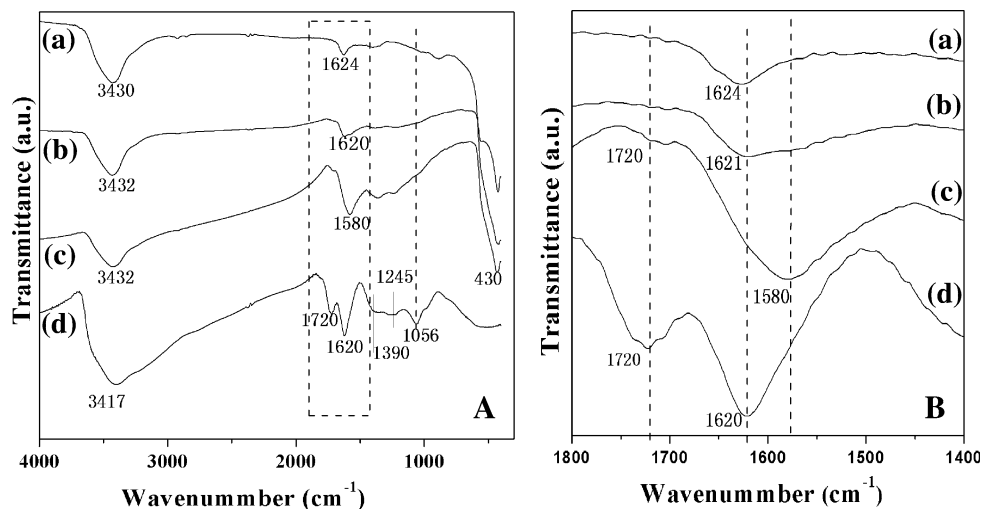 (a)
3430
1624
(b)
3432
1620
(c)
3432
1580
430
(d)
3417
1720
1620
1390
1245
1056
A
4000
3000
2000
1000
Wavenummber (cm-1)
Transmittance (a.u.)
(a)
1624
(b)
1621
(c)
1720
1580
(d)
1720
1620
B
1800
1700
1600
1500
1400
Wavenummber (cm-1)
Transmittance (a.u.)